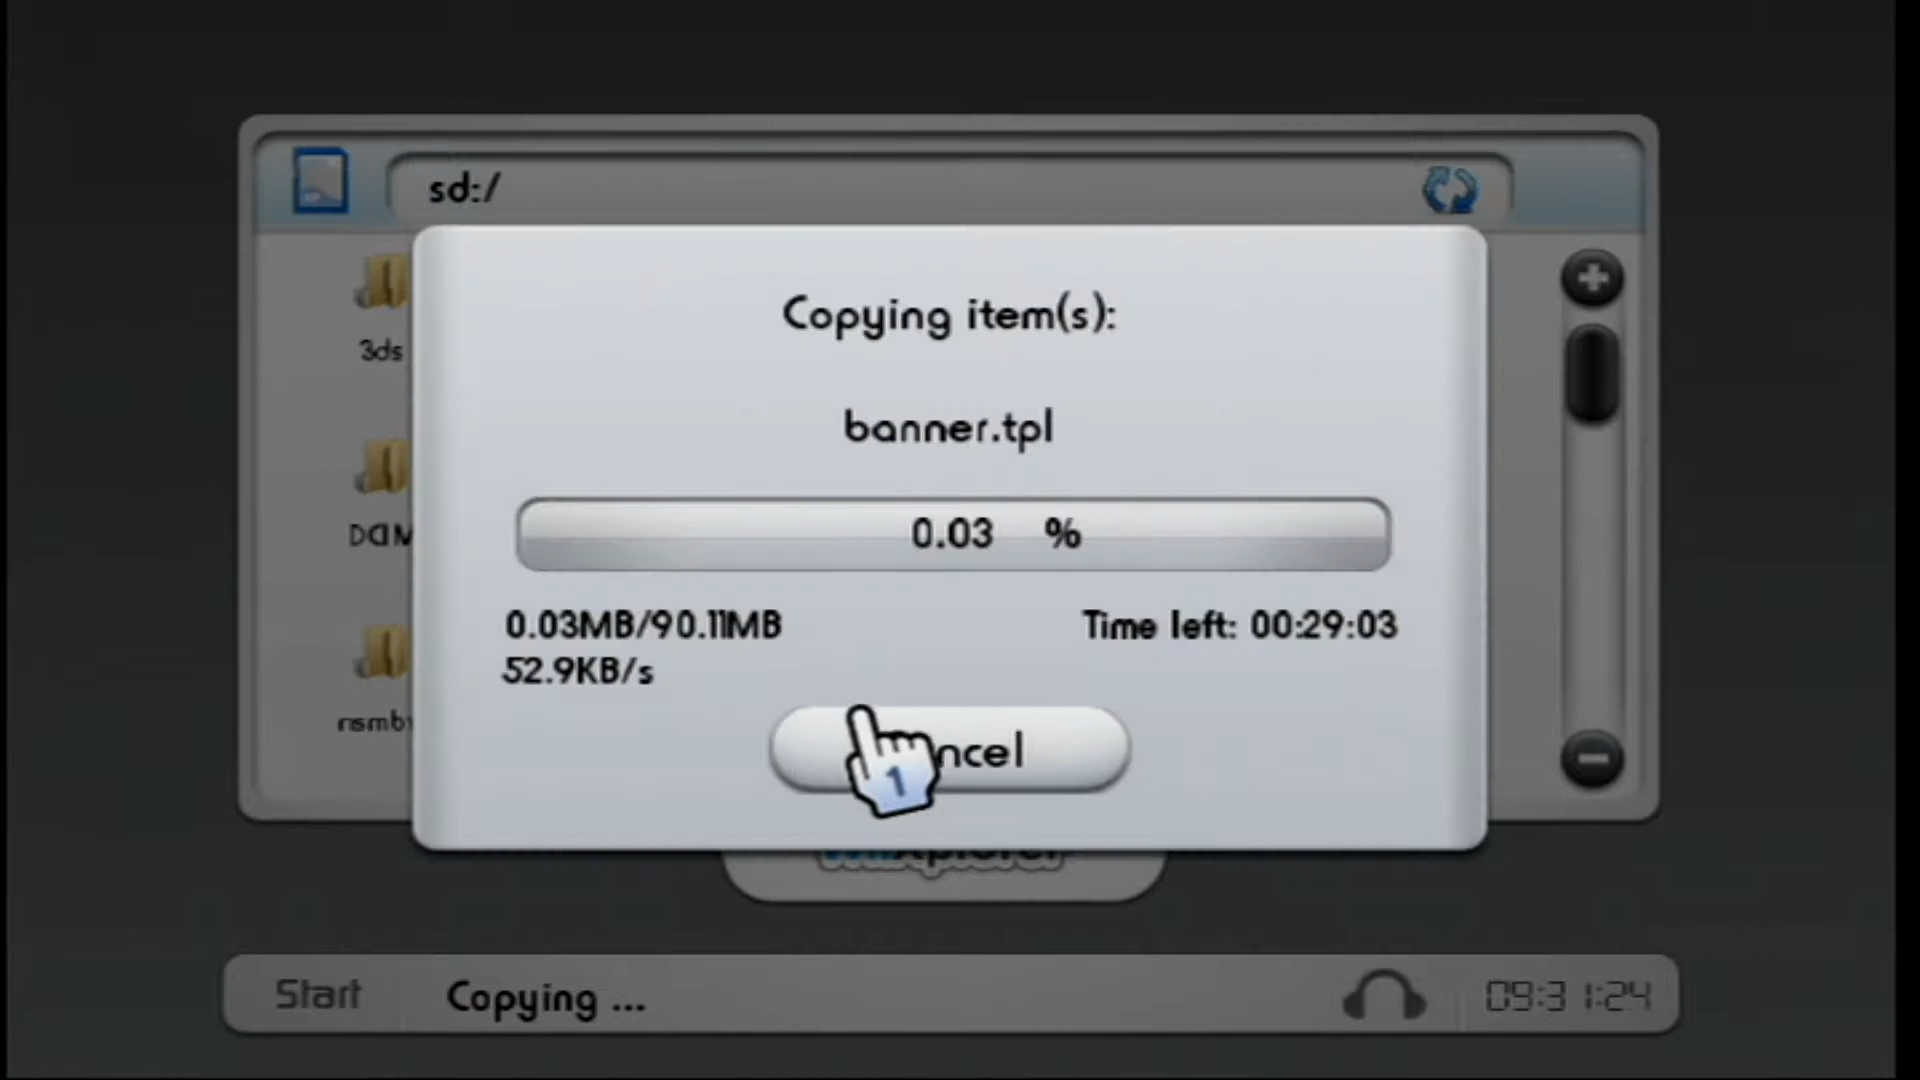 sd:/
3ds
Copying item(s):
banner.tpl
0.03 %
0.03MB/90.11MB
Time left: 00:29:03
52.9KB/s
1
Start
Copying ...
09:31:24